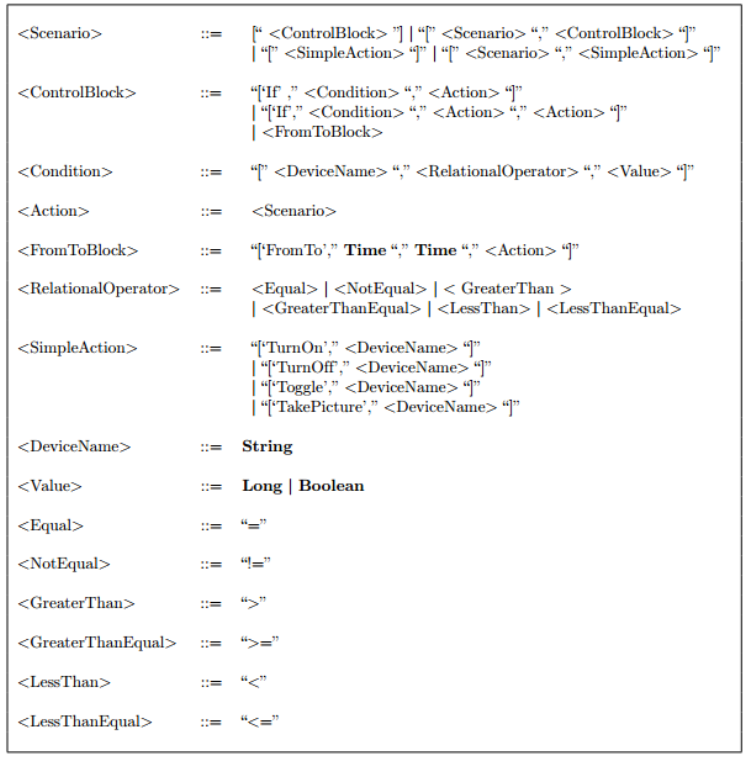 <Scenario> ::= [“ <ControlBlock> ”] | “[” <Scenario> “,” <ControlBlock> “]”
| “[” <SimpleAction> “]” | “[” <Scenario> “,” <SimpleAction> “]”
<ControlBlock> ::= “[‘If’ ,” <Condition> “,” <Action> “]”
| “[‘If’,” <Condition> “,” <Action> “,” <Action> “]”
| <FromToBlock>
<Condition> ::= “[” <DeviceName> “,” <RelationalOperator> “,” <Value> “]”
<Action> ::= <Scenario>
<FromToBlock> ::= “[‘FromTo’,” Time “,” Time “,” <Action> “]”
<RelationalOperator> ::= <Equal> | <NotEqual> | < GreaterThan >
| <GreaterThanEqual> | <LessThan> | <LessThanEqual>
<SimpleAction> ::= “[‘TurnOn’,” <DeviceName> “]”
| “[‘TurnOff’,” <DeviceName> “]”
| “[‘Toggle’,” <DeviceName> “]”
| “[‘TakePicture’,” <DeviceName> “]”
<DeviceName> ::= String
<Value> ::= Long | Boolean
<Equal> ::= “=”
<NotEqual> ::= “!=”
<GreaterThan> ::= “>”
<GreaterThanEqual> ::= “>=”
<LessThan> ::= “<”
<LessThanEqual> ::= “<=”